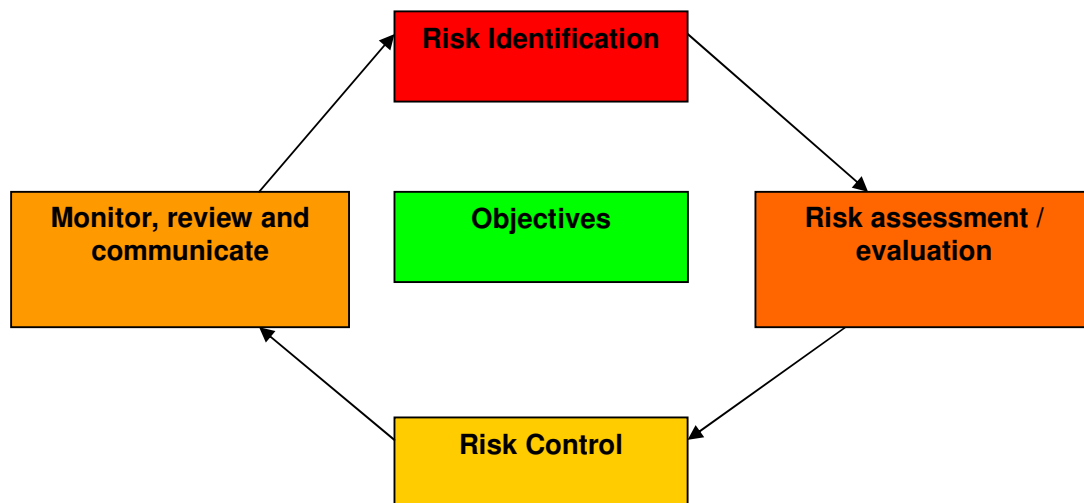 Risk Identification
Monitor, review and
communicate
Objectives
Risk assessment /
evaluation
Risk Control